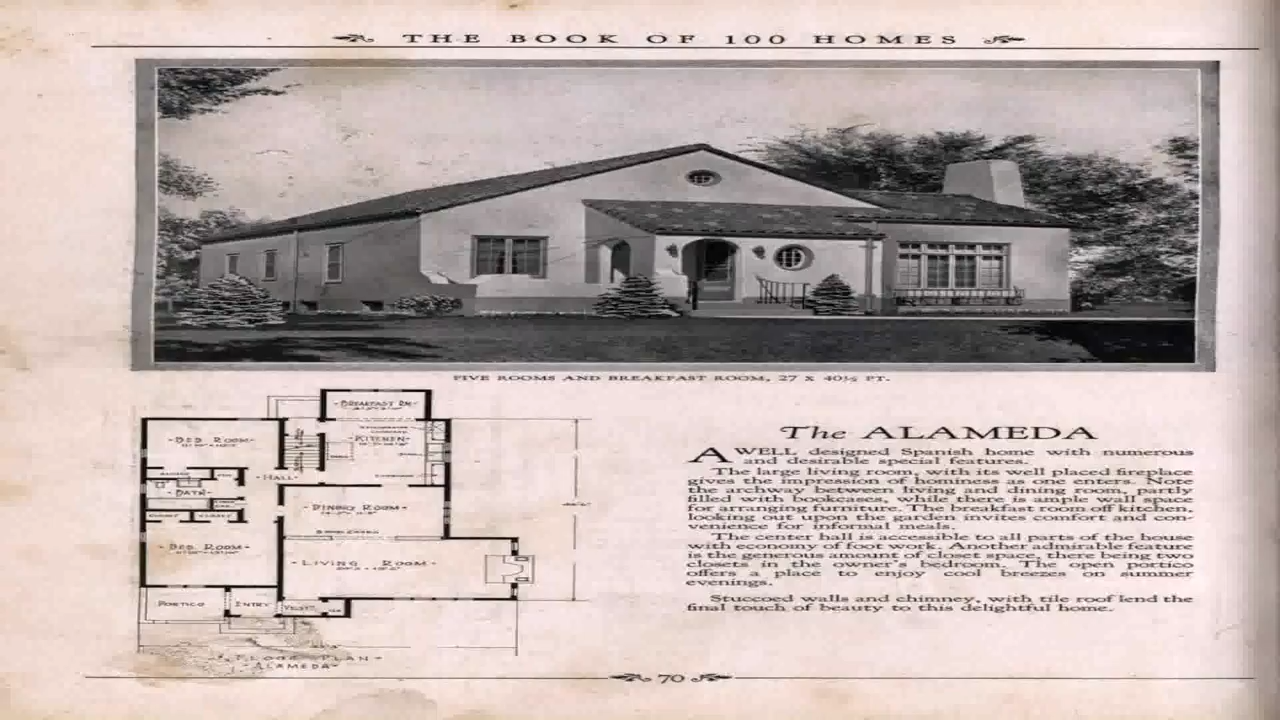 THE BOOK OF 100 HOMES
FIVE ROOMS AND BREAKFAST ROOM, 27 X 40½ FT.
BREAKFAST RM
BED ROOM
KITCHEN
HALL
BATH
DINING ROOM
BED ROOM
LIVING ROOM
PORTICO
ENTRY
VEST
FLOOR PLAN
ALAMEDA
The ALAMEDA
A WELL designed Spanish home with numerous
and desirable special features.
The large living room, with its well placed fireplace
gives the impression of hominess as one enters. Note
the archway between living and dining room, partly
filled with bookcases, while there is ample wall space
for arranging furniture. The breakfast room off kitchen,
looking out upon the garden invites comfort and con-
venience for informal meals.
The center hall is accessible to all parts of the house
with economy of foot work. Another admirable feature
is the generous amount of closet space, there being two
closets in the owner's bedroom. The open portico
offers a place to enjoy cool breezes on summer
evenings.
Stuccoed walls and chimney, with tile roof lend the
final touch of beauty to this delightful home.
70